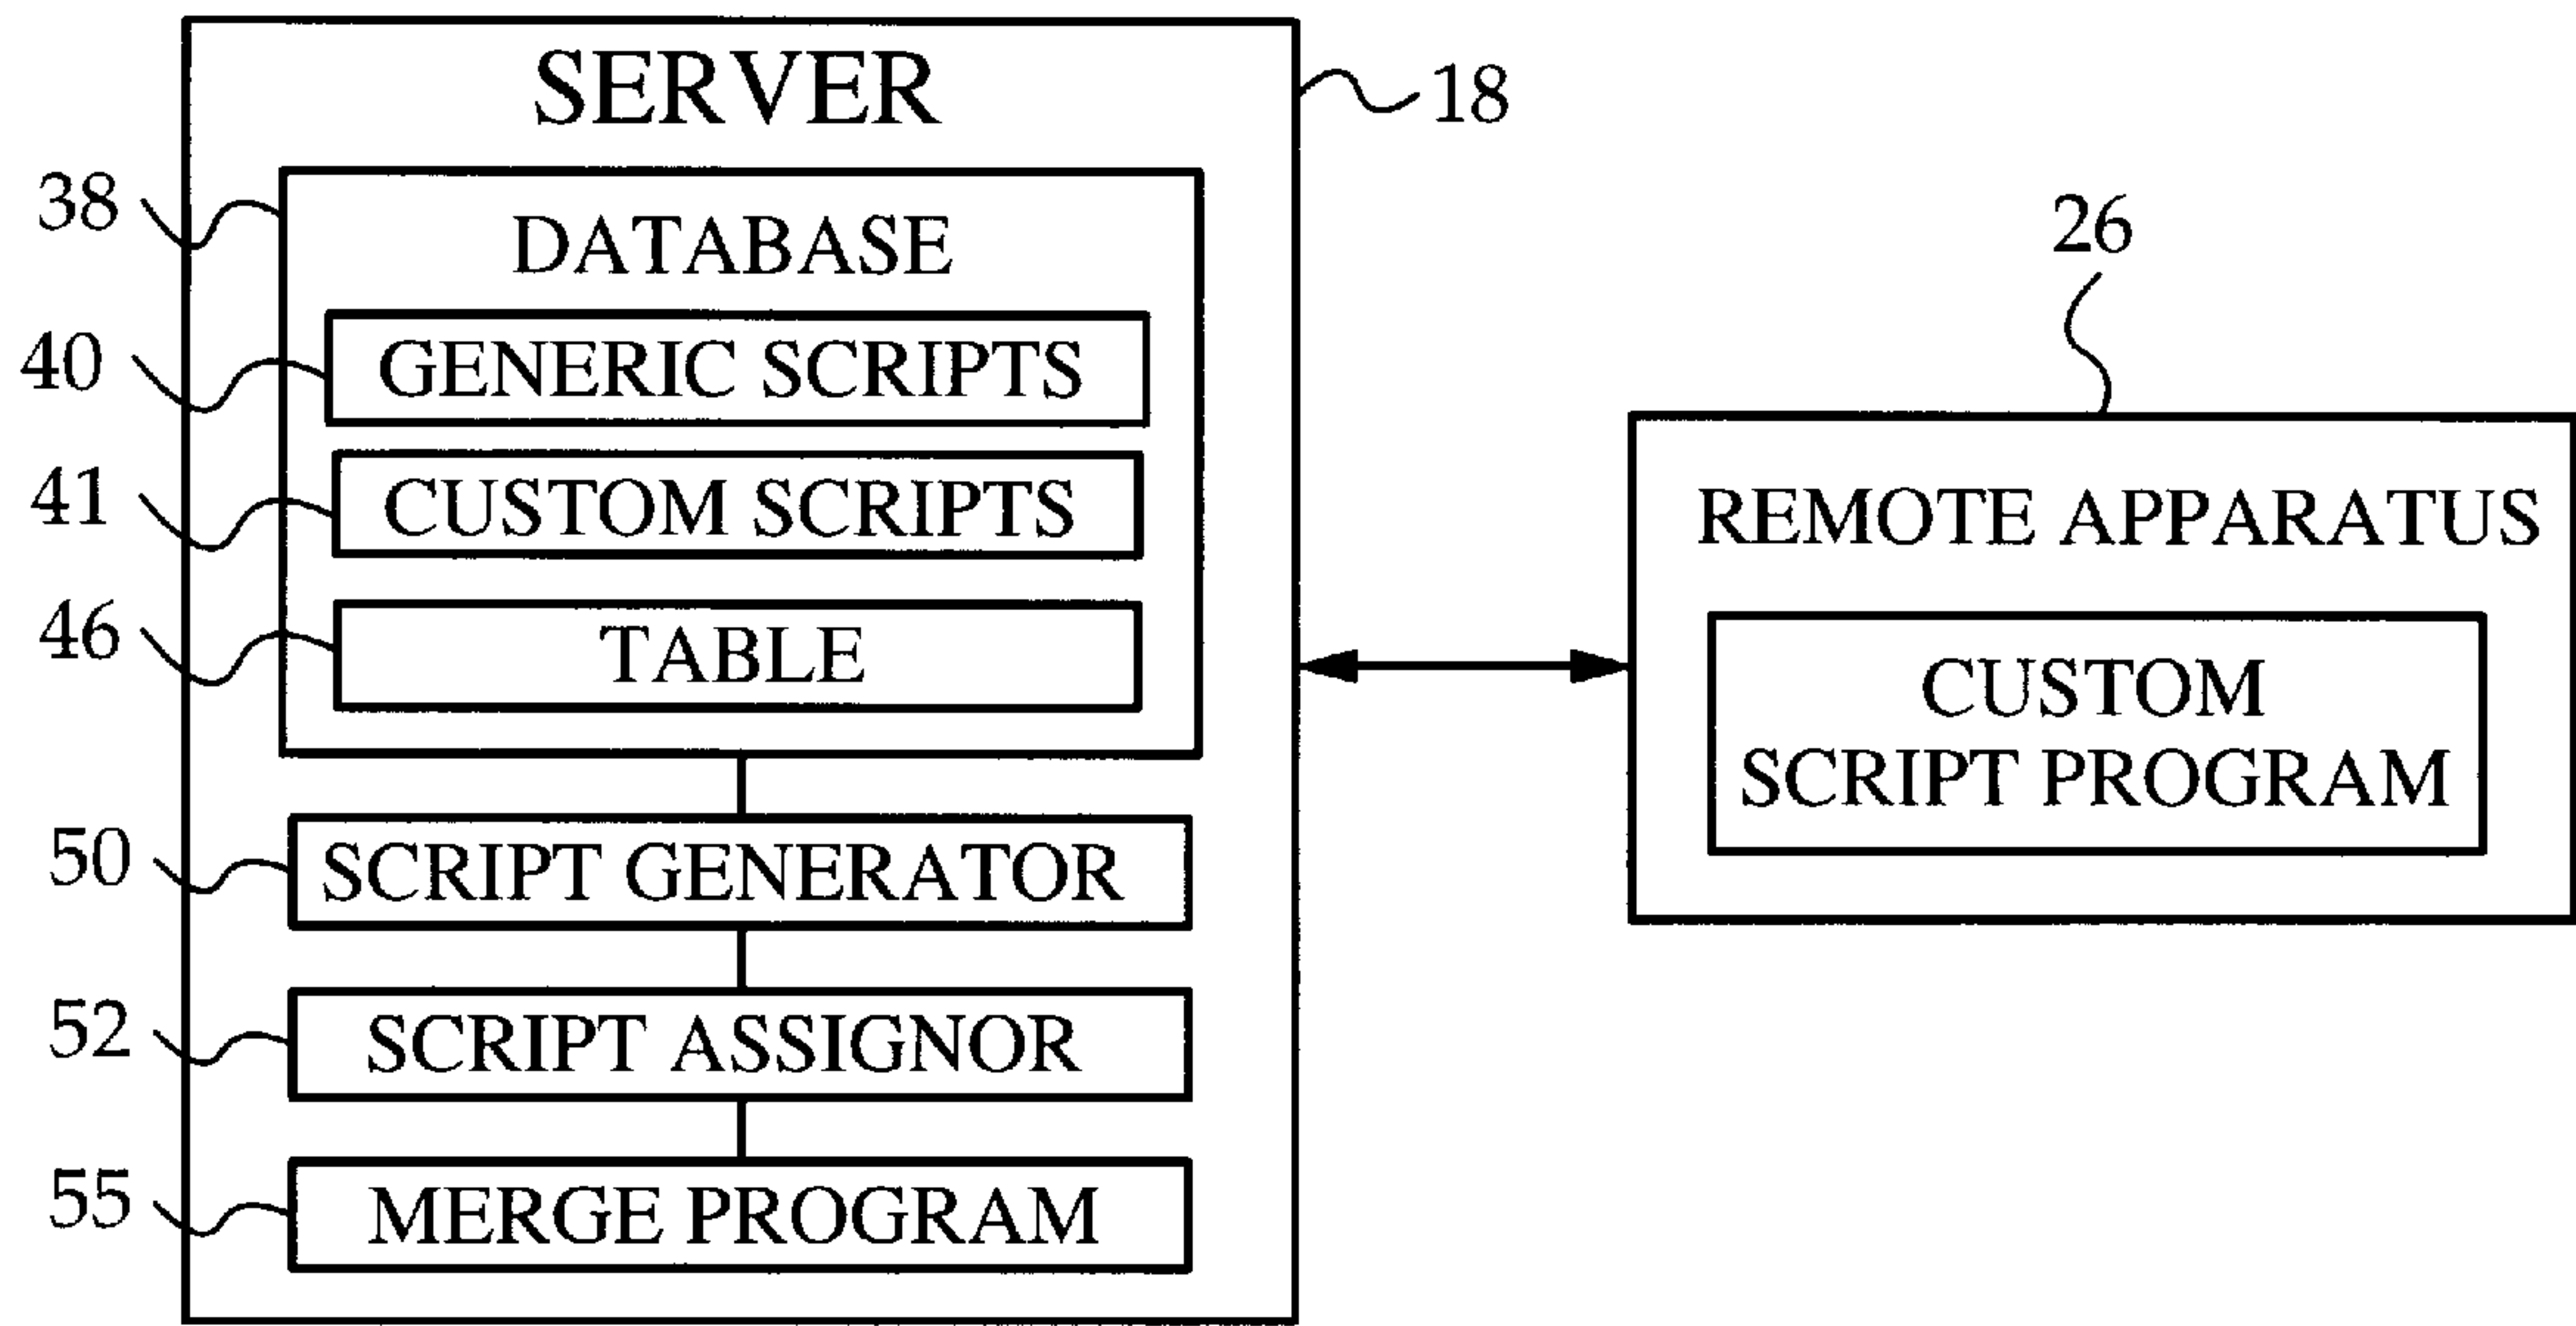 SERVER
18
38
DATABASE
40
GENERIC SCRIPTS
41
CUSTOM SCRIPTS
46
TABLE
50
SCRIPT GENERATOR
52
SCRIPT ASSIGNOR
55
MERGE PROGRAM
26
REMOTE APPARATUS
CUSTOM
SCRIPT PROGRAM